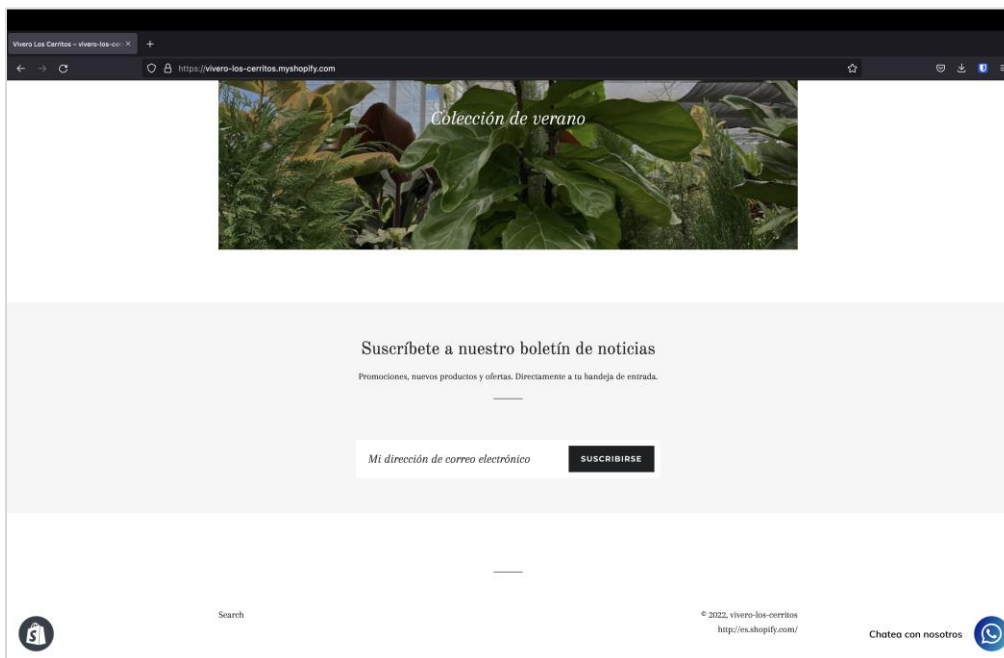 Vivero Los Cerritos – vivero-los-cer
https://vivero-los-cerritos.myshopify.com
Colección de verano
Suscríbete a nuestro boletín de noticias
Promociones, nuevos productos y ofertas. Directamente a tu bandeja de entrada.
Mi dirección de correo electrónico
SUSCRIBIRSE
Search
© 2022, vivero-los-cerritos
http://es.shopify.com/
Chatea con nosotros